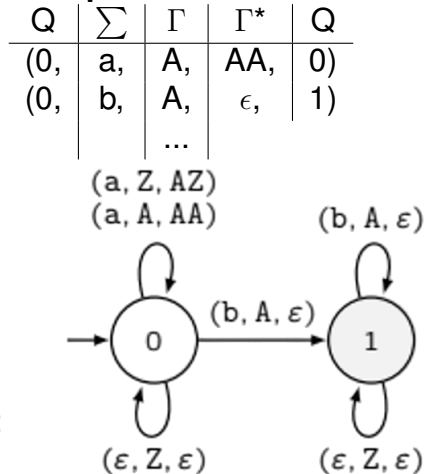 Q ∑ Γ Γ* Q
(0, a, A, AA, 0)
(0, b, A, ϵ, 1)
...
(a, Z, AZ)
(a, A, AA)
(b, A, ε)
(b, A, ε)
0
1
(ε, Z, ε)
(ε, Z, ε)